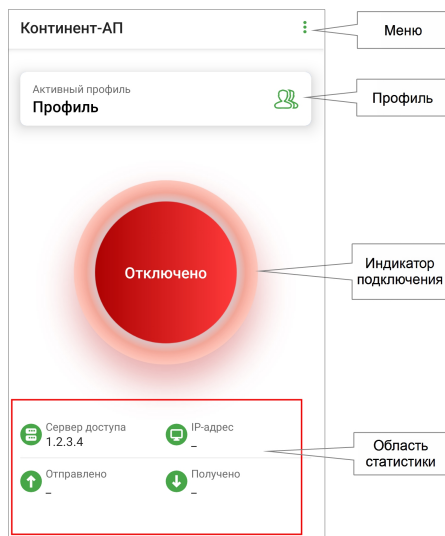 Континент-АП
Меню
Активный профиль
Профиль
Профиль
Отключено
Индикатор
подключения
Сервер доступа
1.2.3.4
IP-адрес
–
Область
статистики
Отправлено
–
Получено
–